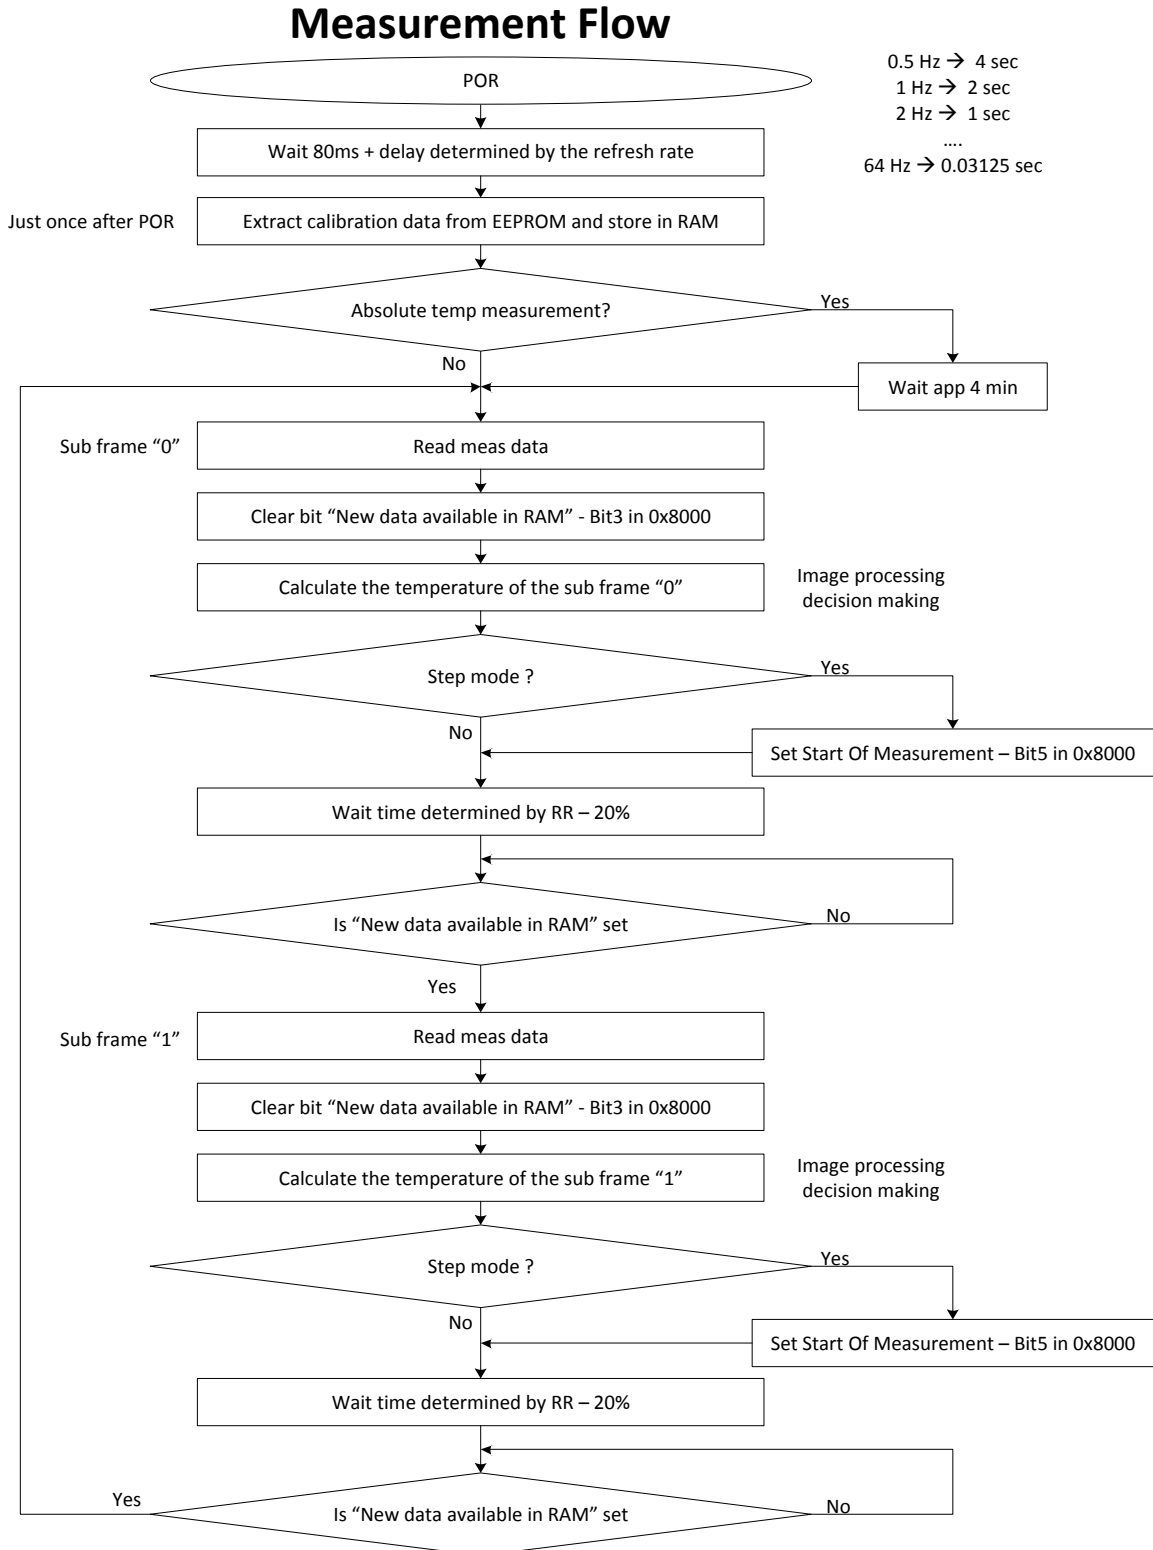 Measurement Flow
POR
0.5 Hz → 4 sec
1 Hz → 2 sec
2 Hz → 1 sec
....
64 Hz → 0.03125 sec
Wait 80ms + delay determined by the refresh rate
Just once after POR
Extract calibration data from EEPROM and store in RAM
Absolute temp measurement?
Yes
No
Wait app 4 min
Sub frame “0”
Read meas data
Clear bit “New data available in RAM” - Bit3 in 0x8000
Calculate the temperature of the sub frame “0”
Image processing
decision making
Step mode ?
Yes
No
Set Start Of Measurement – Bit5 in 0x8000
Wait time determined by RR – 20%
Is “New data available in RAM” set
No
Yes
Sub frame “1”
Read meas data
Clear bit “New data available in RAM” - Bit3 in 0x8000
Calculate the temperature of the sub frame “1”
Image processing
decision making
Step mode ?
Yes
No
Set Start Of Measurement – Bit5 in 0x8000
Wait time determined by RR – 20%
Yes
Is “New data available in RAM” set
No